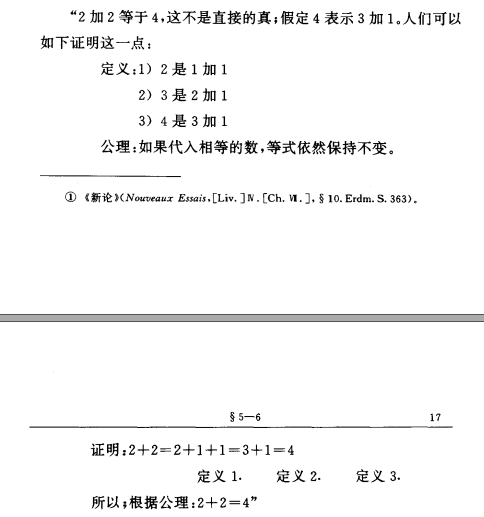 “2 加 2 等于 4，这不是直接的真；假定 4 表示 3 加 1。人们可以
如下证明这一点：
定义：1）2 是 1 加 1
2）3 是 2 加 1
3）4 是 3 加 1
公理：如果代入相等的数，等式依然保持不变。
① 《新论》（Nouveaux Essais，[Liv. ]Ⅳ. [Ch. Ⅶ. ]，§ 10. Erdm. S. 363）。
§ 5—6 17
证明：2＋2＝2＋1＋1＝3＋1＝4
定义 1. 定义 2. 定义 3.
所以；根据公理：2＋2＝4”